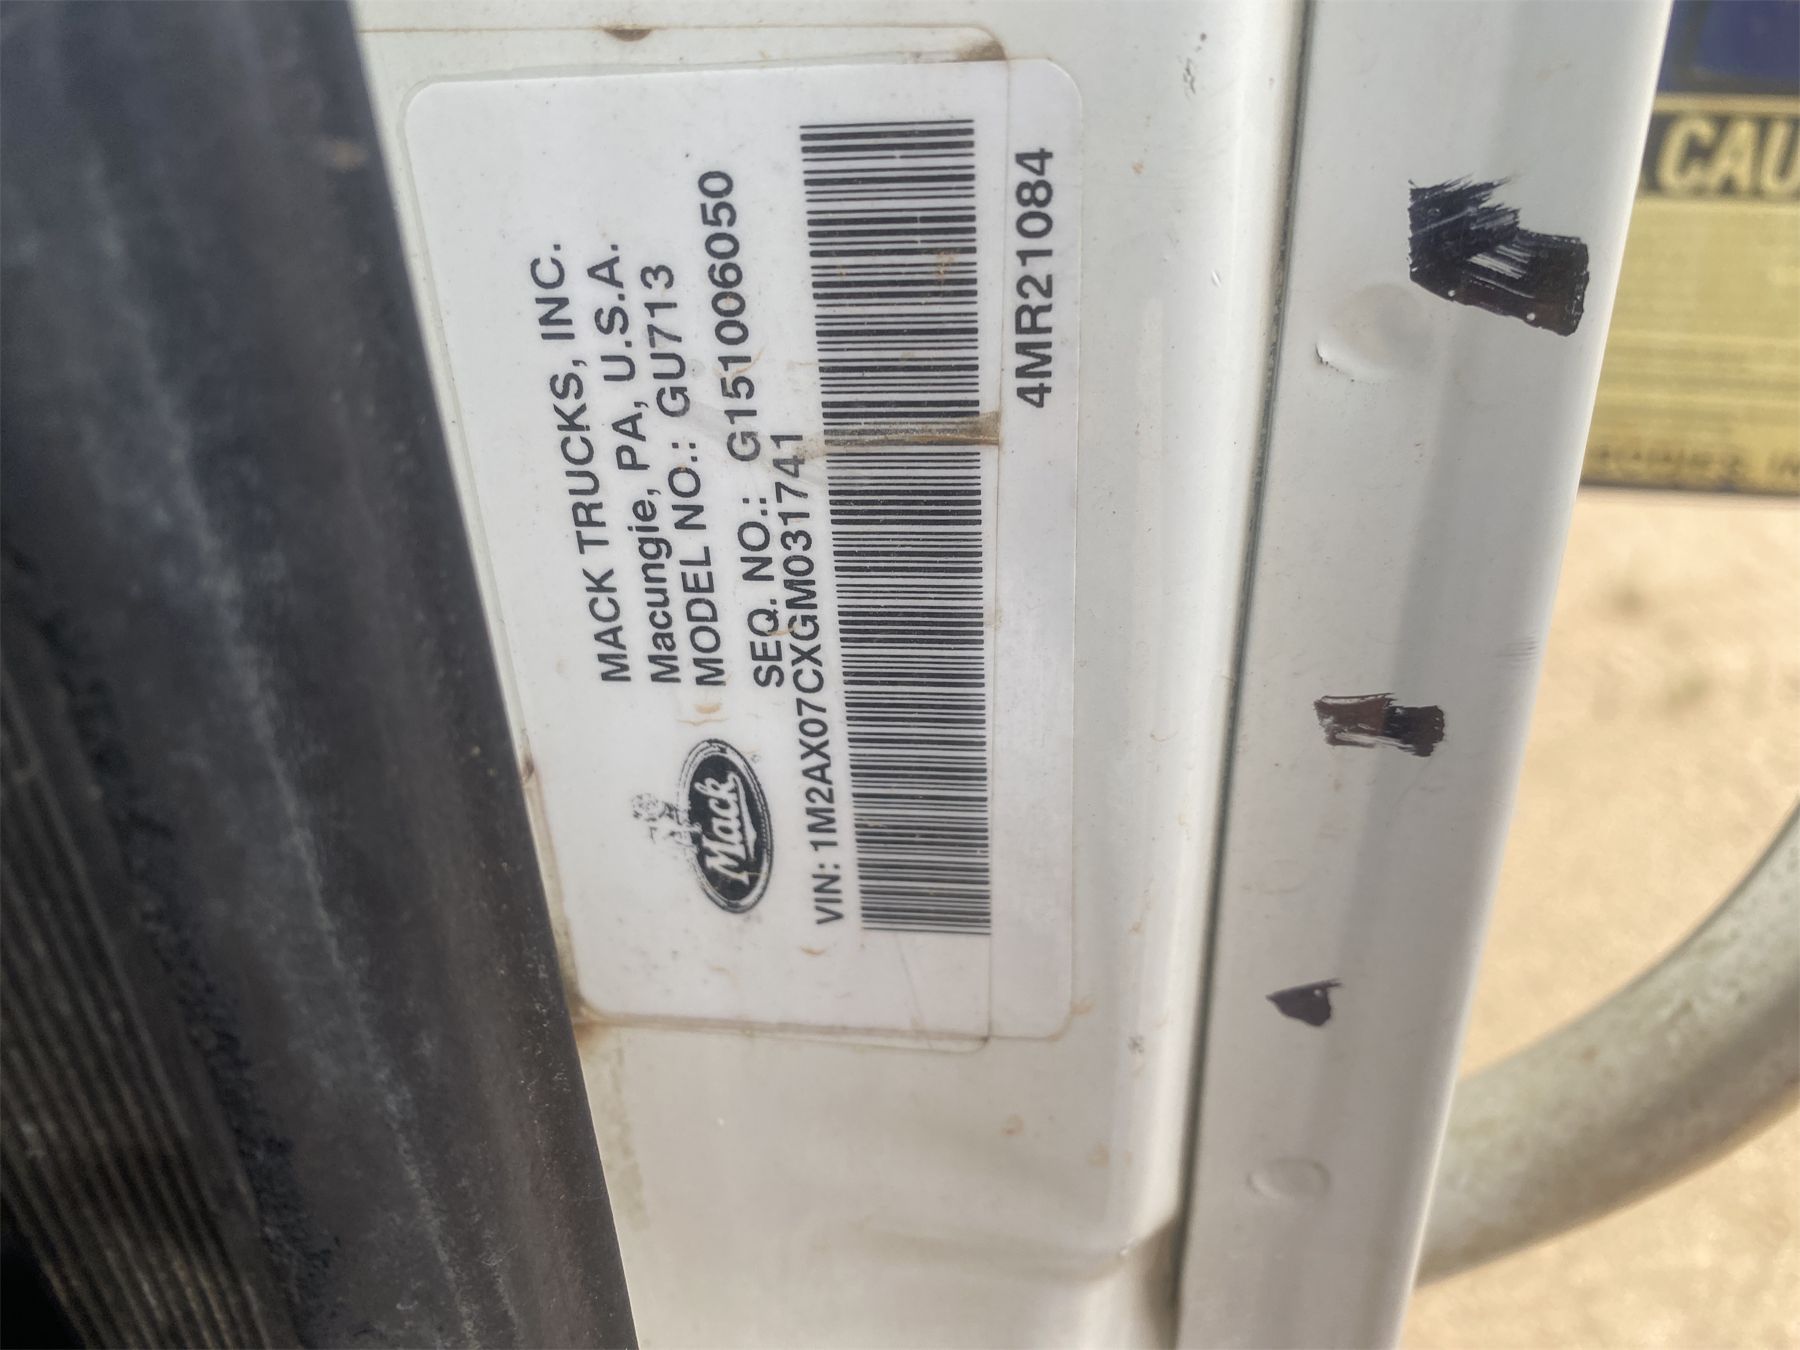 MACK TRUCKS, INC.
Macungie, PA, U.S.A.
MODEL NO.: GU713
SEQ. NO.: G151006050
Mack
VIN: 1M2AX07CXGM031741
4MR21084
CAU